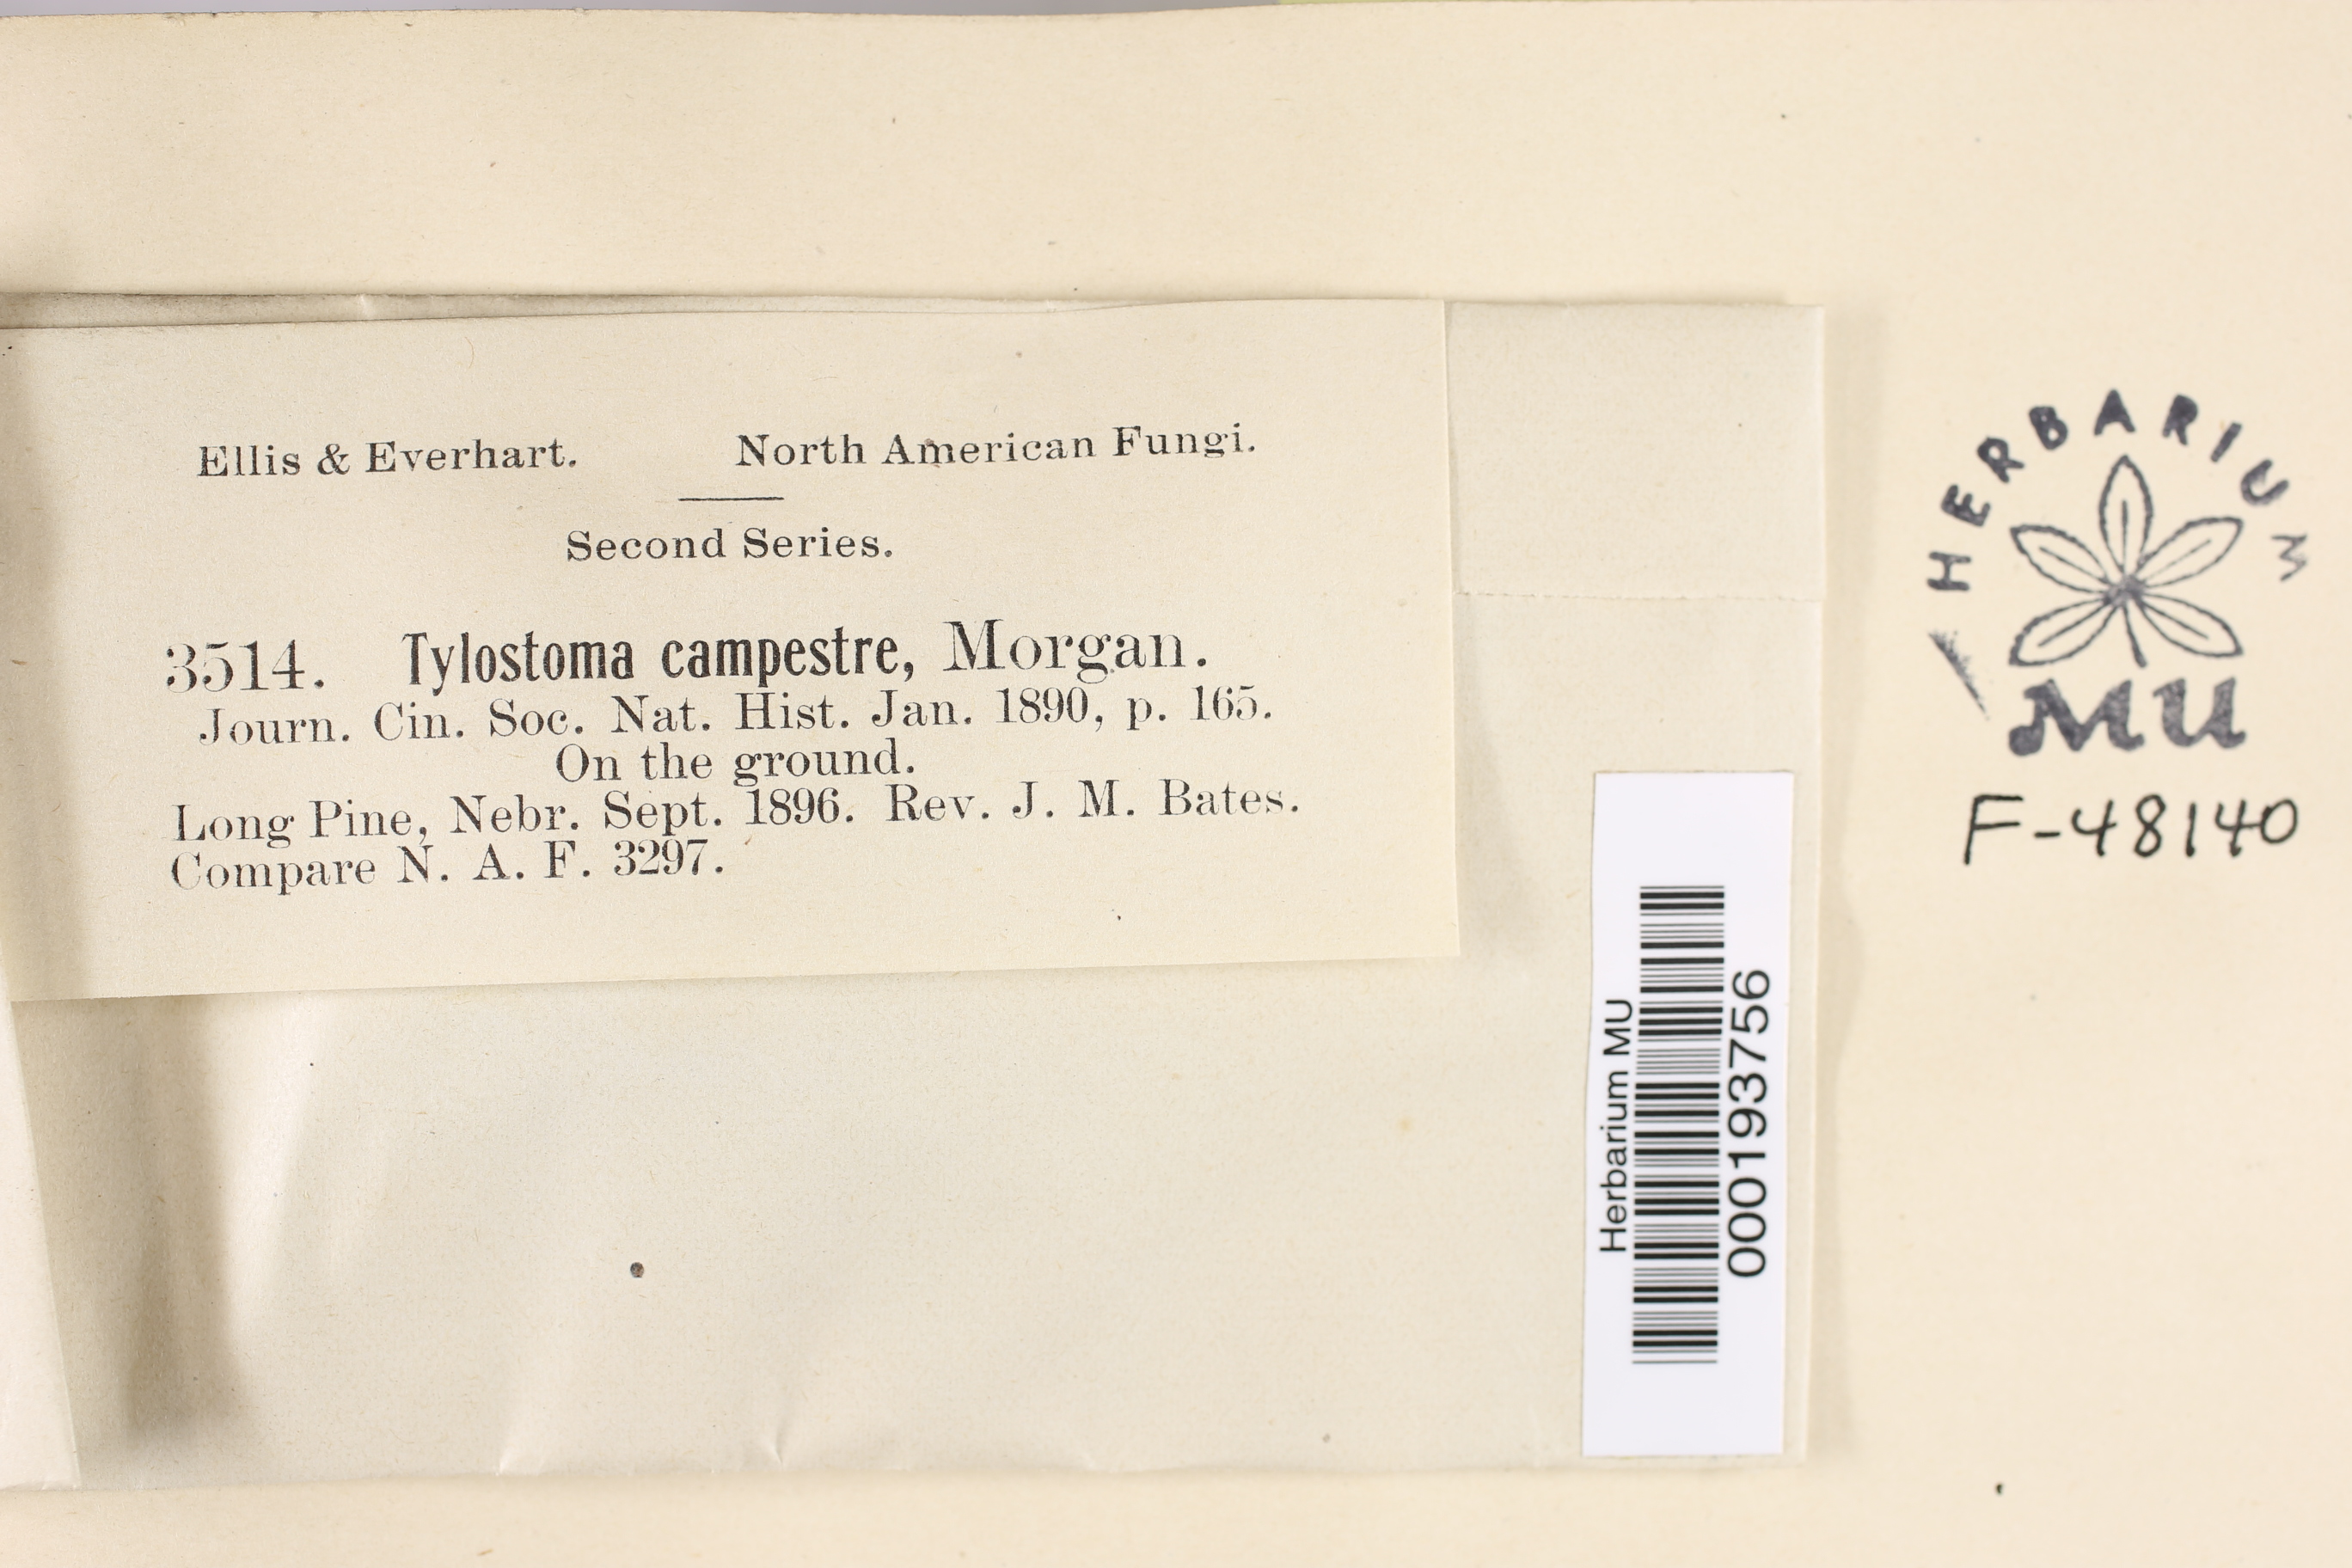 Ellis & Everhart. North American Fungi.
Second Series.
3514. Tylostoma campestre, Morgan.
Journ. Cin. Soc. Nat. Hist. Jan. 1890, p. 165.
On the ground.
Long Pine, Nebr. Sept. 1896. Rev. J. M. Bates.
Compare N. A. F. 3297.
HERBARIUM
MU
F-48140
Herbarium MU
000193756